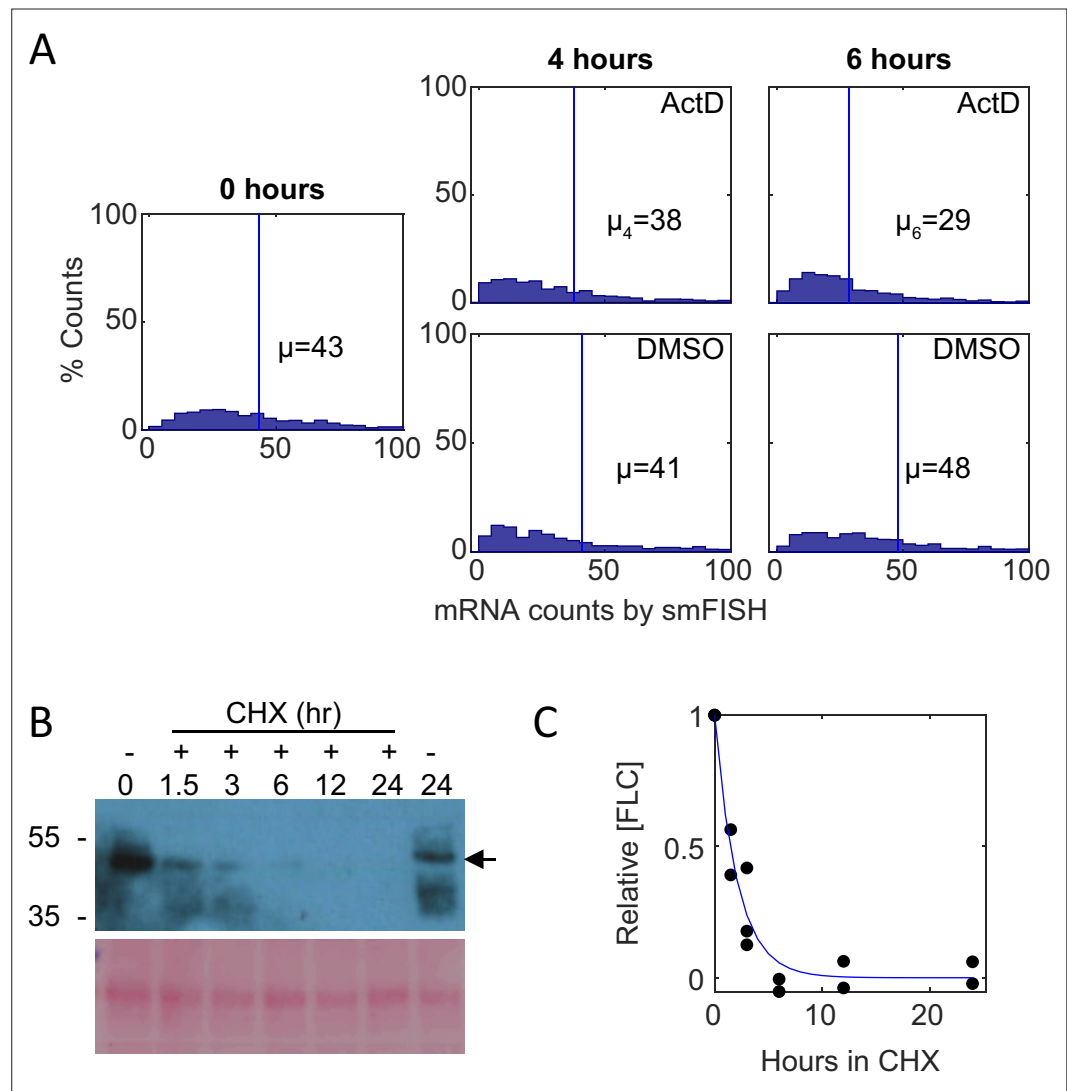 A
0 hours
% Counts
100
50
0
µ=43
0
50
100
4 hours
100
50
0
ActD
µ4=38
6 hours
ActD
µ6=29
100
50
0
DMSO
µ=41
0
50
100
DMSO
µ=48
0
50
100
mRNA counts by smFISH
B
CHX (hr)
- + + + + + -
0 1.5 3 6 12 24 24
55 -
35 -
C
Relative [FLC]
1
0.5
0
0
10
20
Hours in CHX